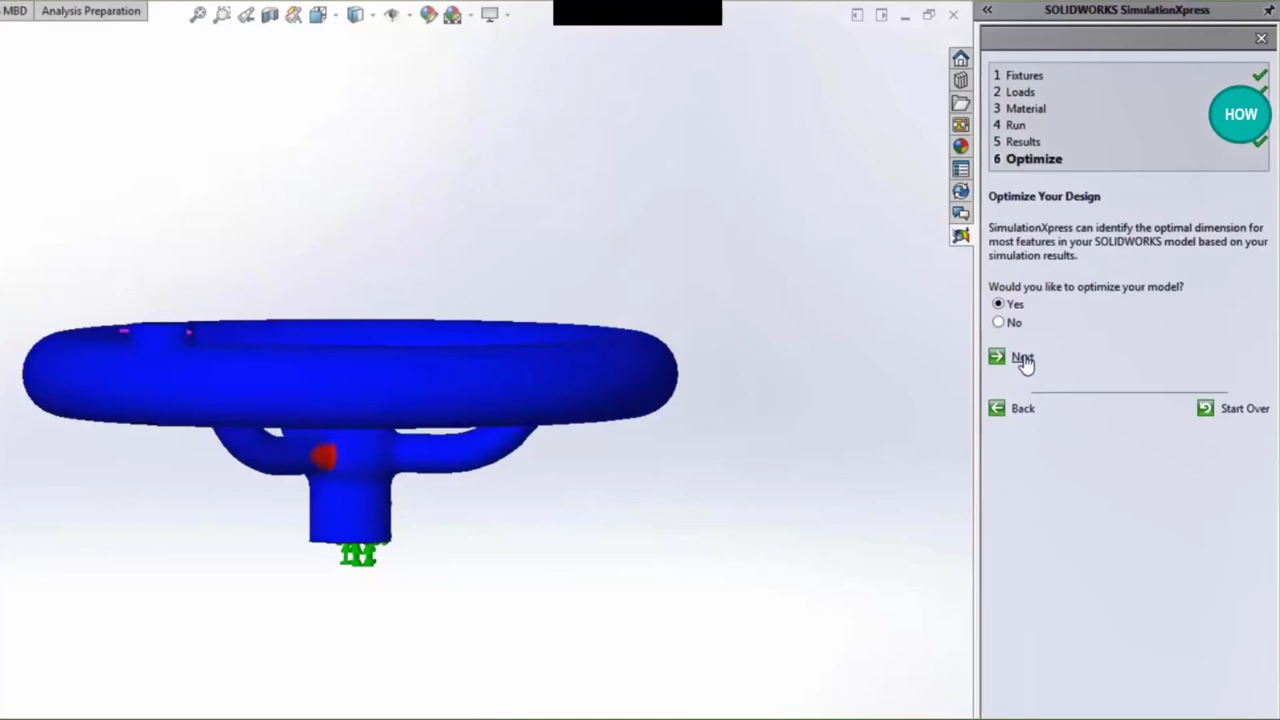 MBD
Analysis Preparation
SOLIDWORKS SimulationXpress
1 Fixtures
2 Loads
3 Material
4 Run
5 Results
6 Optimize
HOW
Optimize Your Design
SimulationXpress can identify the optimal dimension for
most features in your SOLIDWORKS model based on your
simulation results.
Would you like to optimize your model?
Yes
No
Next
Back
Start Over